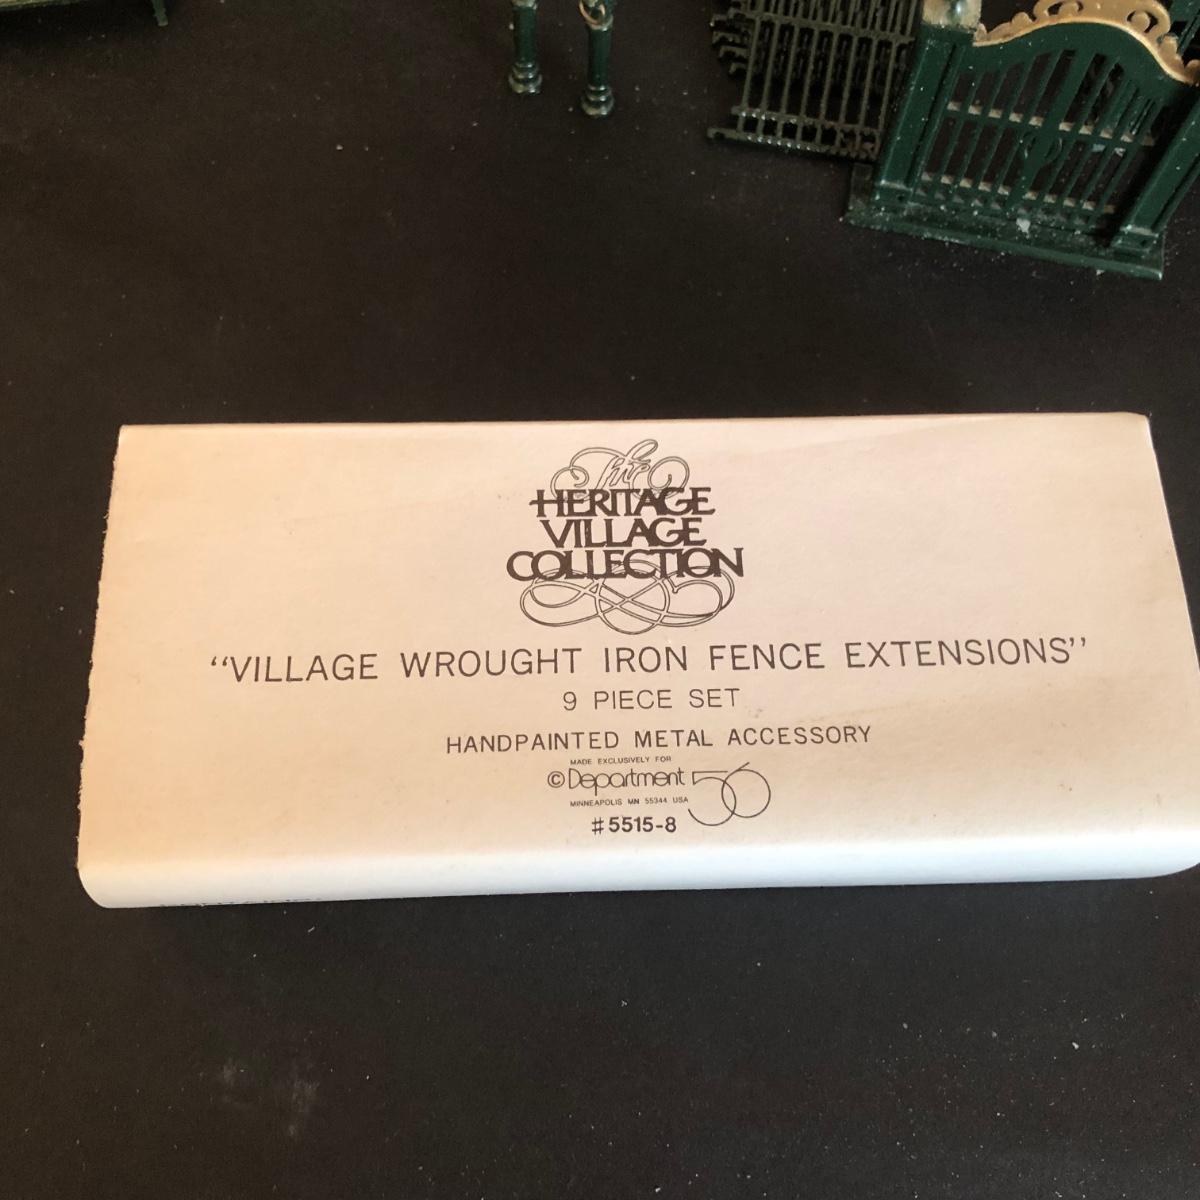 The
HERITAGE
VILLAGE
COLLECTION
"VILLAGE WROUGHT IRON FENCE EXTENSIONS"
9 PIECE SET
HANDPAINTED METAL ACCESSORY
MADE EXCLUSIVELY FOR
© Department 56
MINNEAPOLIS MN 55344 USA
#5515-8